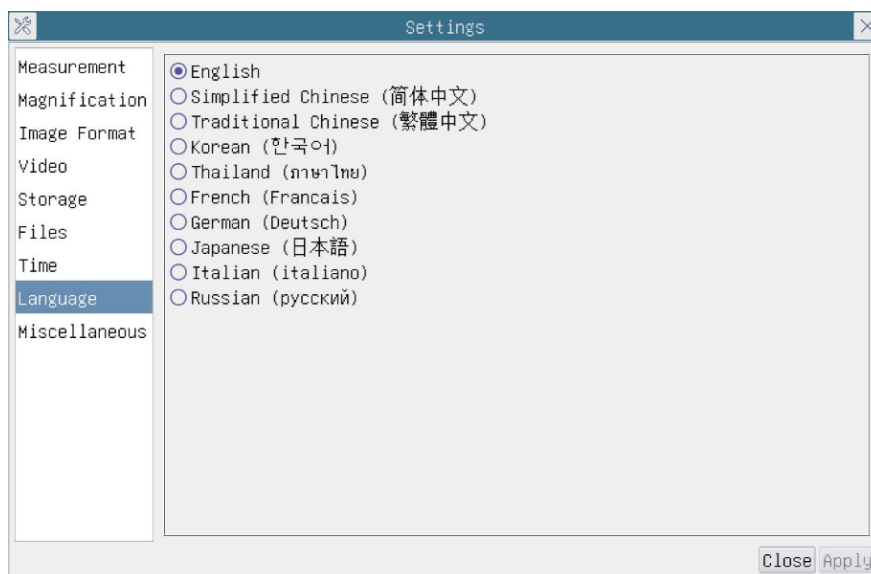 Settings
Measurement
Magnification
Image Format
Video
Storage
Files
Time
Language
Miscellaneous
English
Simplified Chinese (简体中文)
Traditional Chinese (繁體中文)
Korean (한국어)
Thailand (ภาษาไทย)
French (Francais)
German (Deutsch)
Japanese (日本語)
Italian (italiano)
Russian (русский)
Close Apply